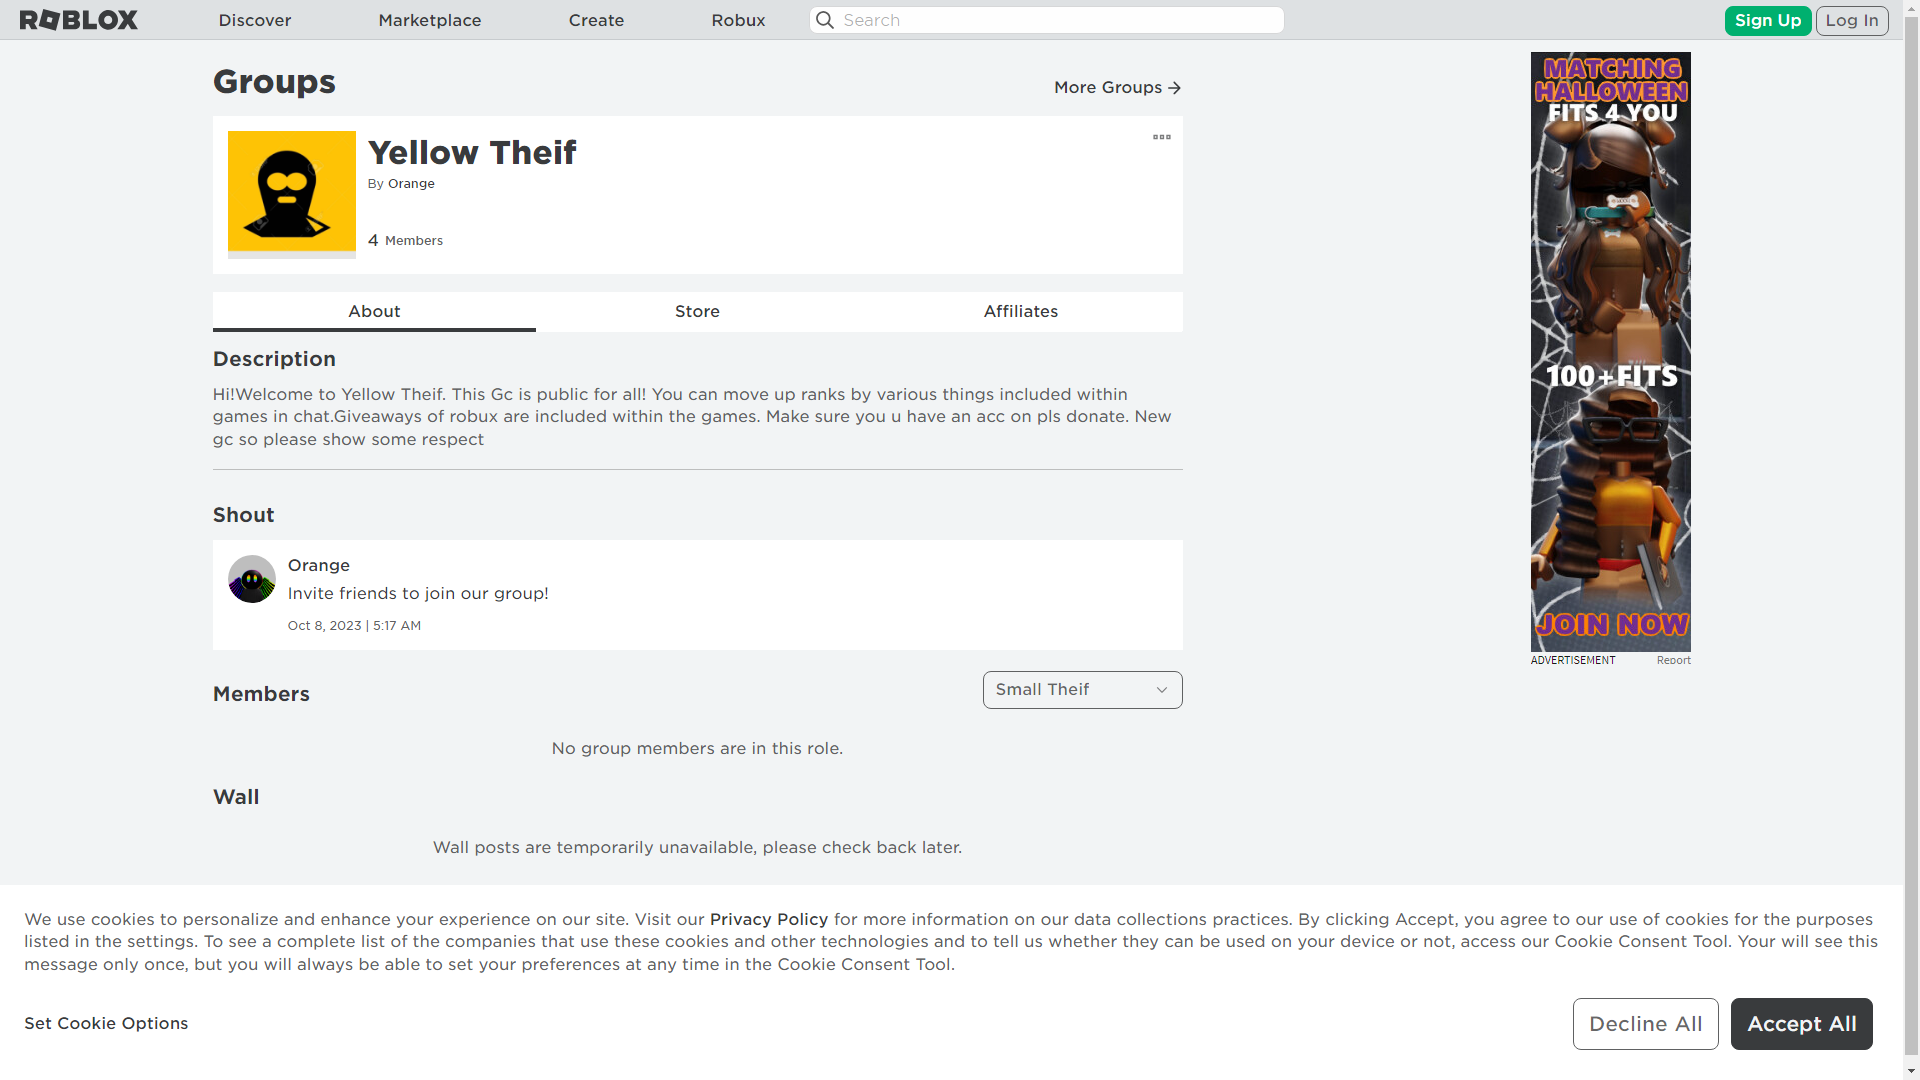 ROBLOX
Discover
Marketplace
Create
Robux
Search
Sign Up
Log In
Groups
More Groups
Yellow Theif
By Orange
4 Members
About
Store
Affiliates
Description
Hi!Welcome to Yellow Theif. This Gc is public for all! You can move up ranks by various things included within
games in chat.Giveaways of robux are included within the games. Make sure you u have an acc on pls donate. New
gc so please show some respect
Shout
Orange
Invite friends to join our group!
Oct 8, 2023 | 5:17 AM
Members
Small Theif
No group members are in this role.
Wall
Wall posts are temporarily unavailable, please check back later.
MATCHING
HALLOWEEN
FITS 4 YOU
100+FITS
JOIN NOW
ADVERTISEMENT
Report
We use cookies to personalize and enhance your experience on our site. Visit our Privacy Policy for more information on our data collections practices. By clicking Accept, you agree to our use of cookies for the purposes
listed in the settings. To see a complete list of the companies that use these cookies and other technologies and to tell us whether they can be used on your device or not, access our Cookie Consent Tool. Your will see this
message only once, but you will always be able to set your preferences at any time in the Cookie Consent Tool.
Set Cookie Options
Decline All
Accept All